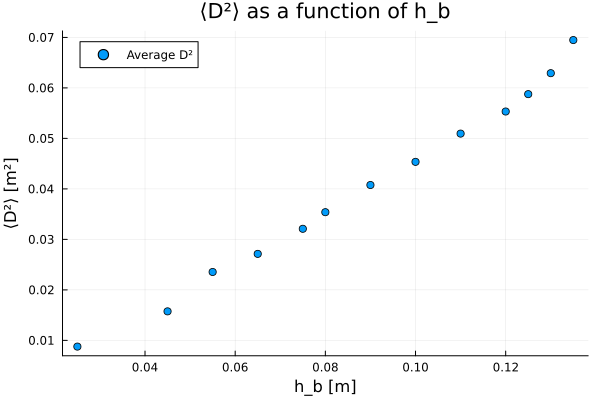 ⟨D²⟩ as a function of h_b
Average D²
⟨D²⟩ [m²]
0.07
0.06
0.05
0.04
0.03
0.02
0.01
0.04 0.06 0.08 0.10 0.12
h_b [m]